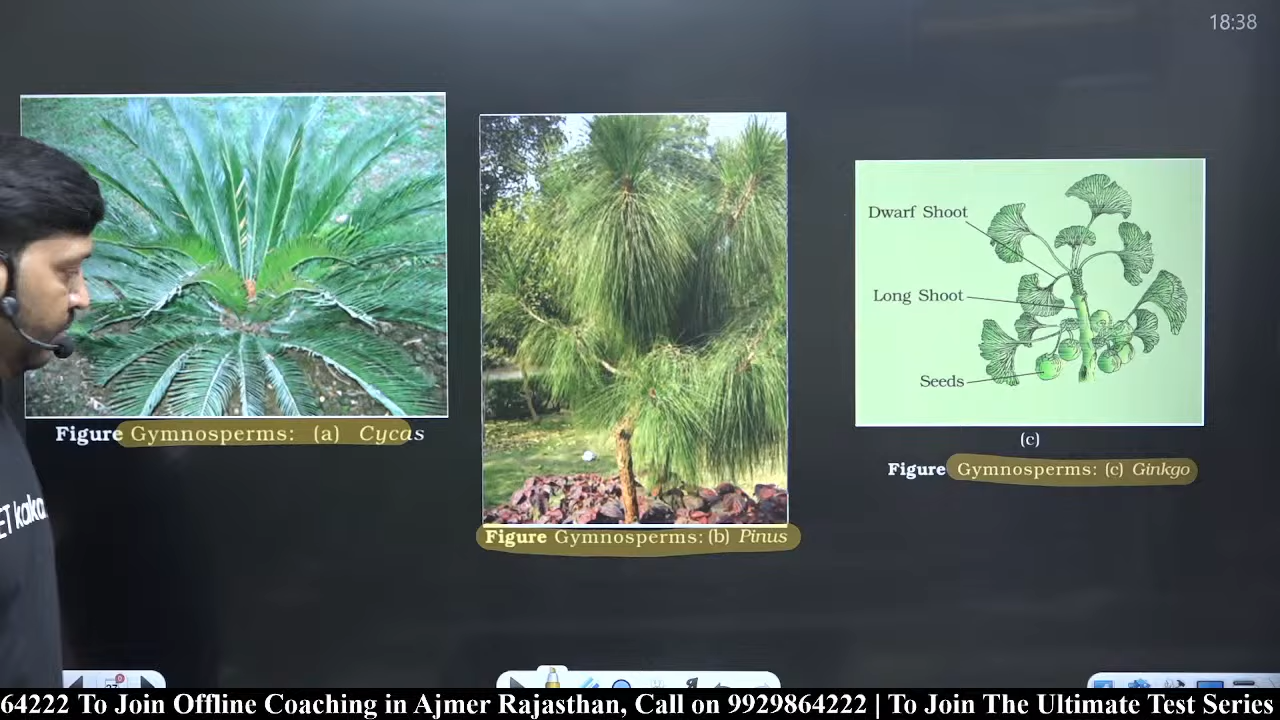 18:38
Dwarf Shoot
Long Shoot
Seeds
(c)
Figure Gymnosperms: (a) Cycas
Figure Gymnosperms: (b) Pinus
Figure Gymnosperms: (c) Ginkgo
64222 To Join Offline Coaching in Ajmer Rajasthan, Call on 9929864222 | To Join The Ultimate Test Series